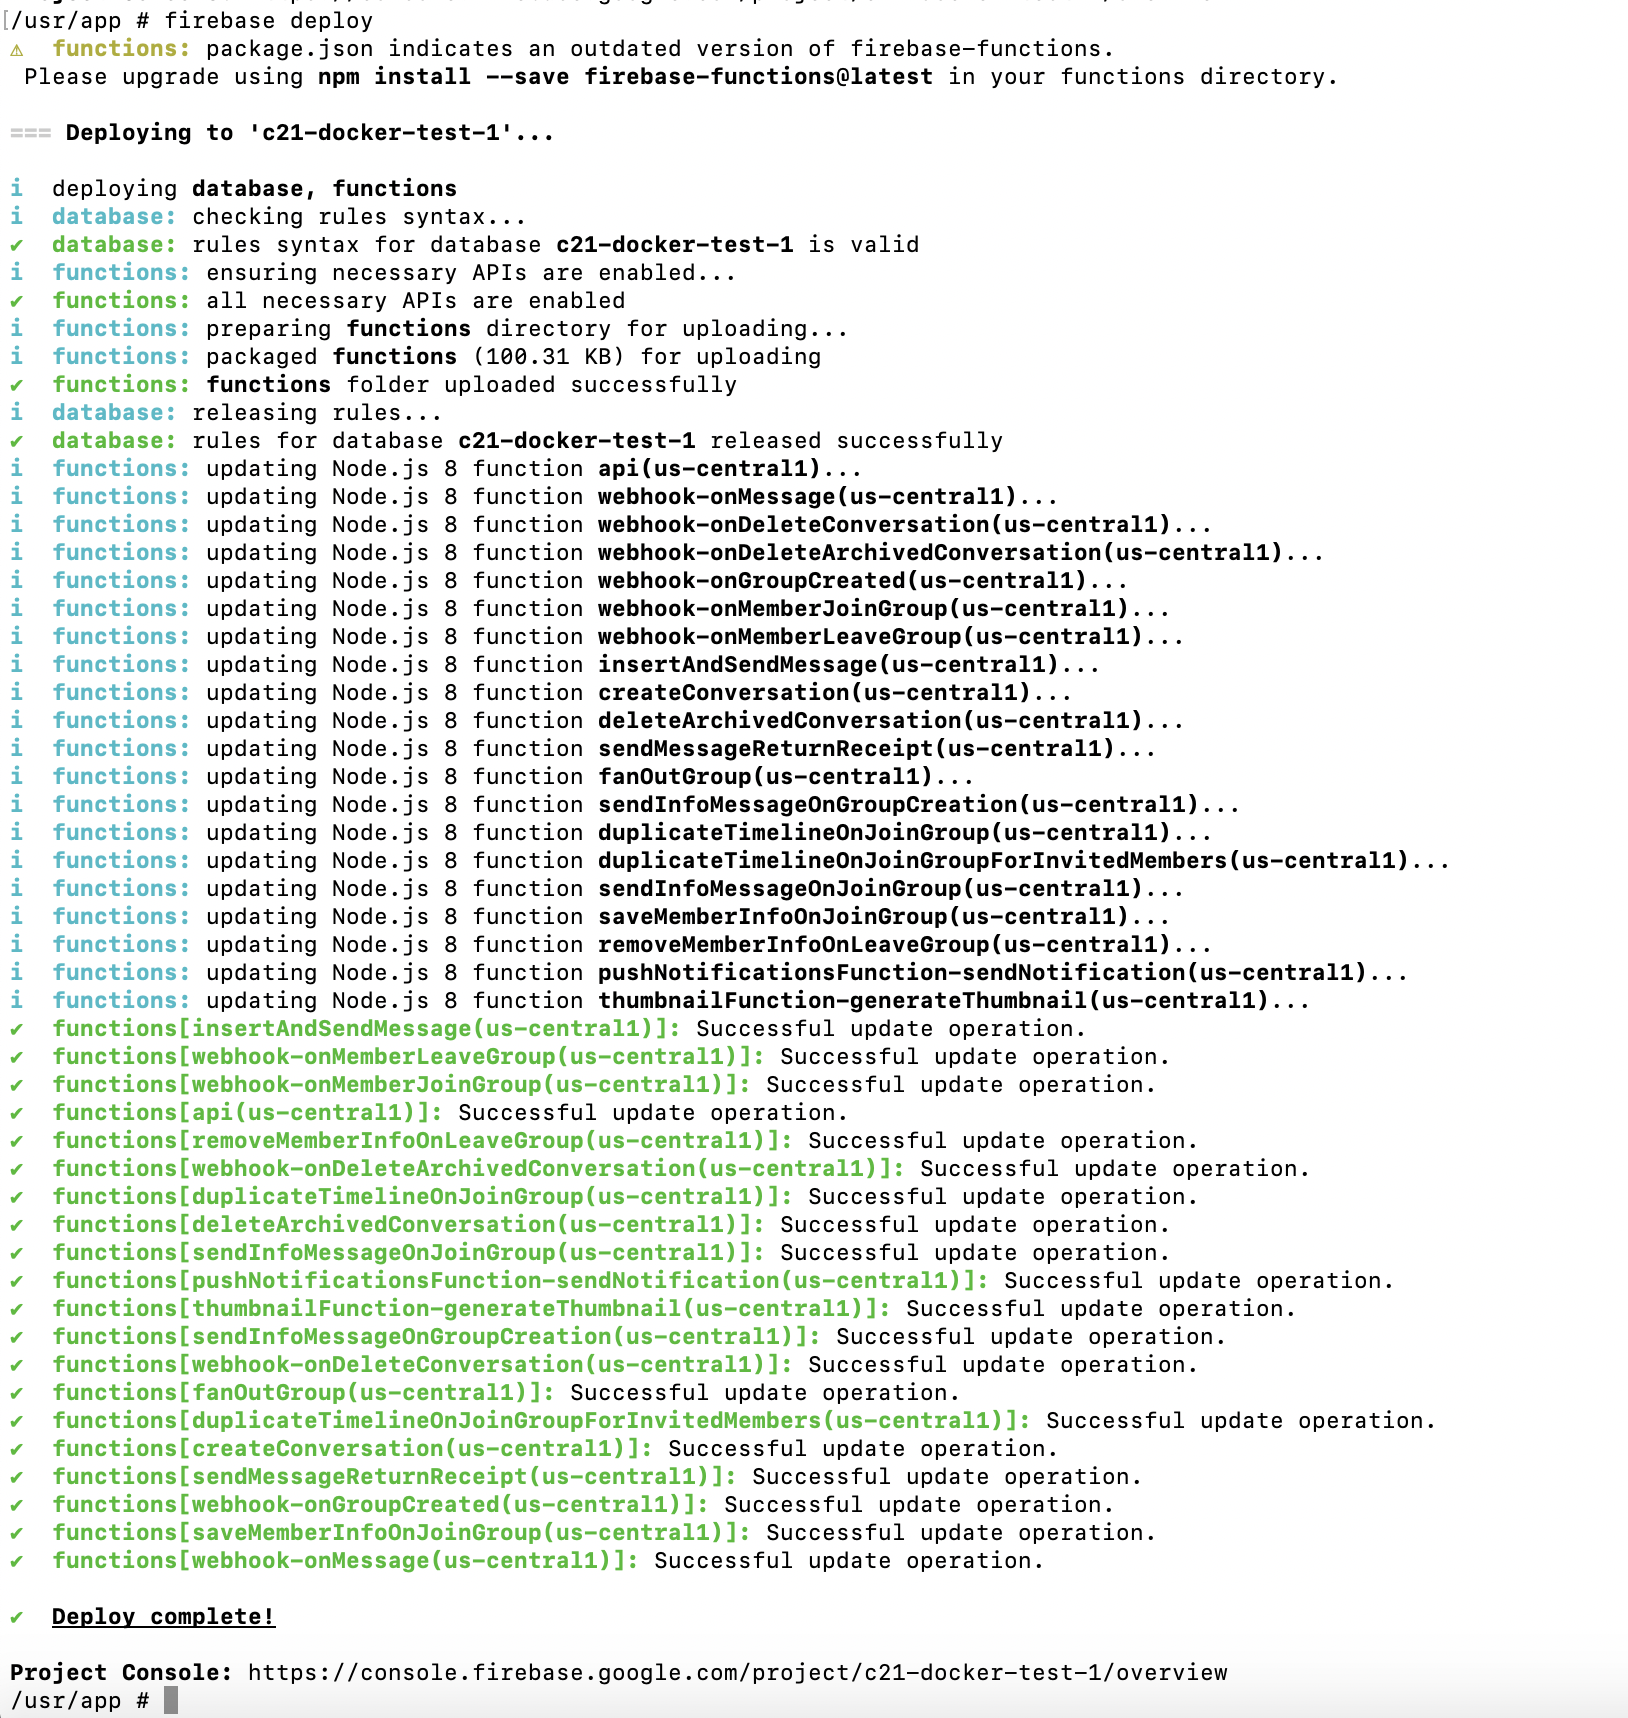 [/usr/app # firebase deploy
⚠  functions: package.json indicates an outdated version of firebase-functions.
 Please upgrade using npm install --save firebase-functions@latest in your functions directory.
=== Deploying to 'c21-docker-test-1'...
i  deploying database, functions
i  database: checking rules syntax...
✔  database: rules syntax for database c21-docker-test-1 is valid
i  functions: ensuring necessary APIs are enabled...
✔  functions: all necessary APIs are enabled
i  functions: preparing functions directory for uploading...
i  functions: packaged functions (100.31 KB) for uploading
✔  functions: functions folder uploaded successfully
i  database: releasing rules...
✔  database: rules for database c21-docker-test-1 released successfully
i  functions: updating Node.js 8 function api(us-central1)...
i  functions: updating Node.js 8 function webhook-onMessage(us-central1)...
i  functions: updating Node.js 8 function webhook-onDeleteConversation(us-central1)...
i  functions: updating Node.js 8 function webhook-onDeleteArchivedConversation(us-central1)...
i  functions: updating Node.js 8 function webhook-onGroupCreated(us-central1)...
i  functions: updating Node.js 8 function webhook-onMemberJoinGroup(us-central1)...
i  functions: updating Node.js 8 function webhook-onMemberLeaveGroup(us-central1)...
i  functions: updating Node.js 8 function insertAndSendMessage(us-central1)...
i  functions: updating Node.js 8 function createConversation(us-central1)...
i  functions: updating Node.js 8 function deleteArchivedConversation(us-central1)...
i  functions: updating Node.js 8 function sendMessageReturnReceipt(us-central1)...
i  functions: updating Node.js 8 function fanOutGroup(us-central1)...
i  functions: updating Node.js 8 function sendInfoMessageOnGroupCreation(us-central1)...
i  functions: updating Node.js 8 function duplicateTimelineOnJoinGroup(us-central1)...
i  functions: updating Node.js 8 function duplicateTimelineOnJoinGroupForInvitedMembers(us-central1)...
i  functions: updating Node.js 8 function sendInfoMessageOnJoinGroup(us-central1)...
i  functions: updating Node.js 8 function saveMemberInfoOnJoinGroup(us-central1)...
i  functions: updating Node.js 8 function removeMemberInfoOnLeaveGroup(us-central1)...
i  functions: updating Node.js 8 function pushNotificationsFunction-sendNotification(us-central1)...
i  functions: updating Node.js 8 function thumbnailFunction-generateThumbnail(us-central1)...
✔  functions[insertAndSendMessage(us-central1)]: Successful update operation.
✔  functions[webhook-onMemberLeaveGroup(us-central1)]: Successful update operation.
✔  functions[webhook-onMemberJoinGroup(us-central1)]: Successful update operation.
✔  functions[api(us-central1)]: Successful update operation.
✔  functions[removeMemberInfoOnLeaveGroup(us-central1)]: Successful update operation.
✔  functions[webhook-onDeleteArchivedConversation(us-central1)]: Successful update operation.
✔  functions[duplicateTimelineOnJoinGroup(us-central1)]: Successful update operation.
✔  functions[deleteArchivedConversation(us-central1)]: Successful update operation.
✔  functions[sendInfoMessageOnJoinGroup(us-central1)]: Successful update operation.
✔  functions[pushNotificationsFunction-sendNotification(us-central1)]: Successful update operation.
✔  functions[thumbnailFunction-generateThumbnail(us-central1)]: Successful update operation.
✔  functions[sendInfoMessageOnGroupCreation(us-central1)]: Successful update operation.
✔  functions[webhook-onDeleteConversation(us-central1)]: Successful update operation.
✔  functions[fanOutGroup(us-central1)]: Successful update operation.
✔  functions[duplicateTimelineOnJoinGroupForInvitedMembers(us-central1)]: Successful update operation.
✔  functions[createConversation(us-central1)]: Successful update operation.
✔  functions[sendMessageReturnReceipt(us-central1)]: Successful update operation.
✔  functions[webhook-onGroupCreated(us-central1)]: Successful update operation.
✔  functions[saveMemberInfoOnJoinGroup(us-central1)]: Successful update operation.
✔  functions[webhook-onMessage(us-central1)]: Successful update operation.
✔  Deploy complete!
Project Console: https://console.firebase.google.com/project/c21-docker-test-1/overview
/usr/app #